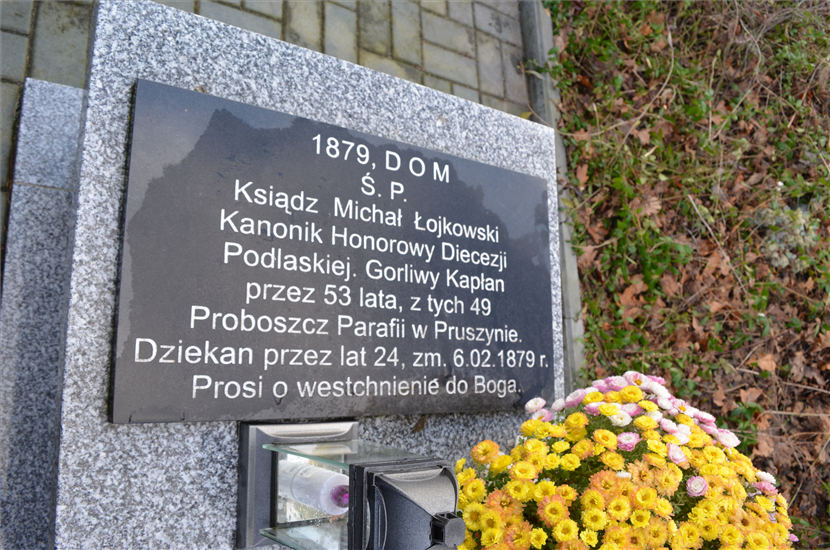 1879, D O M
Ś. P.
Ksiądz Michał Łojkowski
Kanonik Honorowy Diecezji
Podlaskiej. Gorliwy Kapłan
przez 53 lata, z tych 49
Proboszcz Parafii w Pruszynie.
Dziekan przez lat 24, zm. 6.02.1879 r.
Prosi o westchnienie do Boga.